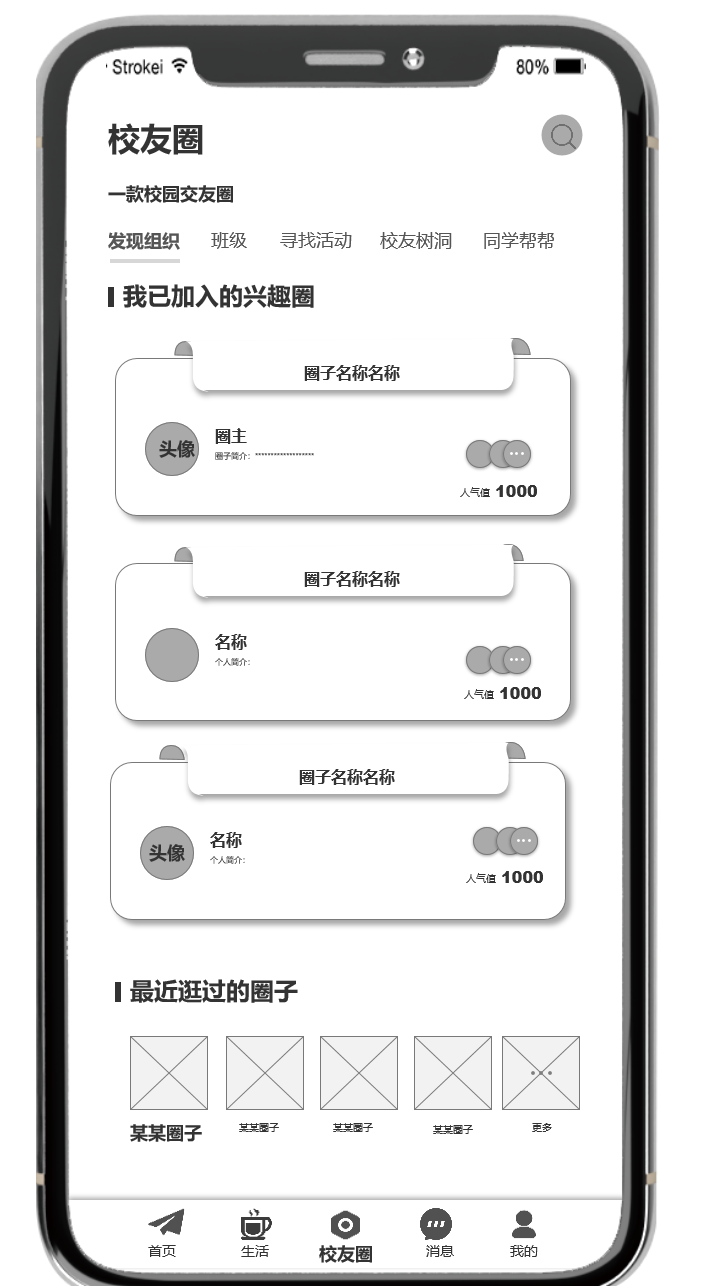 Strokei 80%
校友圈
一款校园交友圈
发现组织 班级 寻找活动 校友树洞 同学帮帮
我已加入的兴趣圈
圈子名称名称
头像 圈主
圈子简介: ******************
人气值 1000
圈子名称名称
名称
个人简介:
人气值 1000
圈子名称名称
头像 名称
个人简介:
人气值 1000
最近逛过的圈子
某某圈子 某某圈子 某某圈子 某某圈子 更多
首页 生活 校友圈 消息 我的